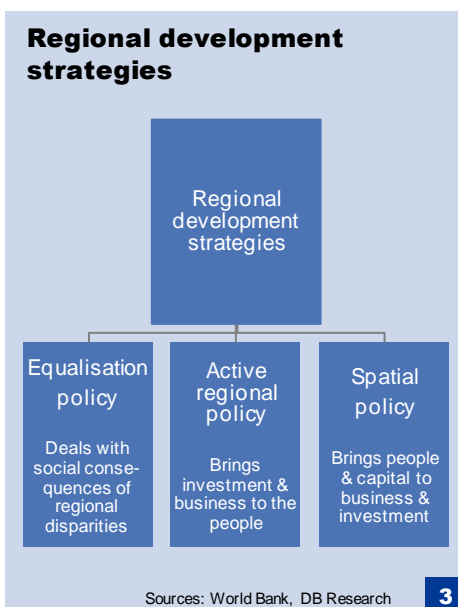 Regional development
strategies
Regional
development
strategies
Equalisation
policy
Deals with
social conse-
quences of
regional
disparities
Active
regional
policy
Brings
investment &
business to the
people
Spatial
policy
Brings people
& capital to
business &
investment
Sources: World Bank, DB Research
3